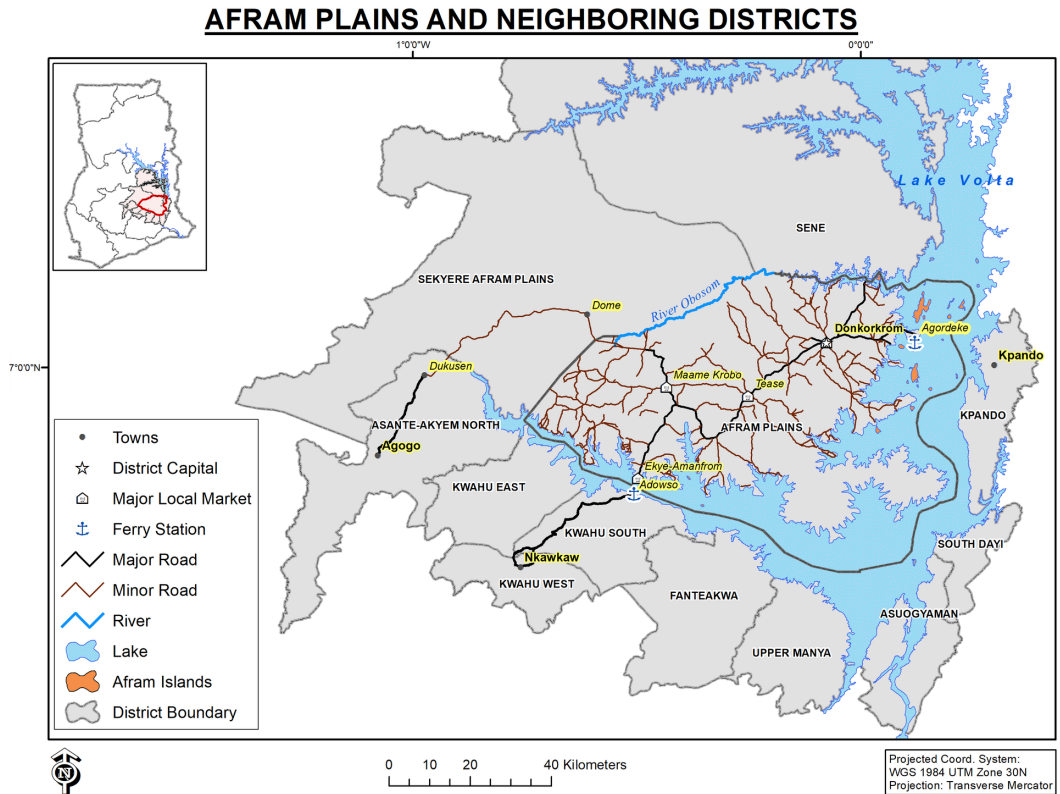 AFRAM PLAINS AND NEIGHBORING DISTRICTS
1°0'0"W
0°0'0"
7°0'0"N
Lake Volta
SENE
SEKYERE AFRAM PLAINS
River Obosom
Dome
Donkorkrom
Agordeke
Kpando
Dukusen
Maame Krobo
Tease
KPANDO
ASANTE-AKYEM NORTH
AFRAM PLAINS
Agogo
Ekye-Amanfrom
KWAHU EAST
Adowso
KWAHU SOUTH
SOUTH DAYI
Nkawkaw
KWAHU WEST
FANTEAKWA
ASUOGYAMAN
UPPER MANYA
Towns
District Capital
Major Local Market
Ferry Station
Major Road
Minor Road
River
Lake
Afram Islands
District Boundary
N
0 10 20 40 Kilometers
Projected Coord. System:
WGS 1984 UTM Zone 30N
Projection: Transverse Mercator